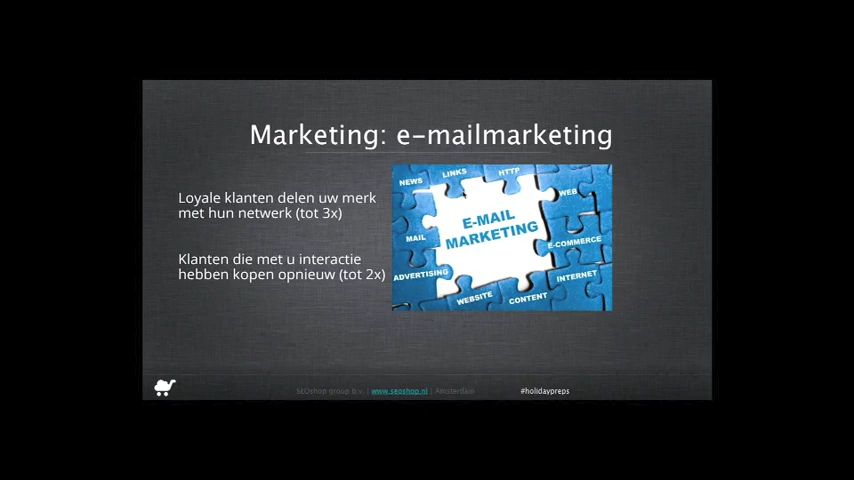 Marketing: e-mailmarketing
Loyale klanten delen uw merk
met hun netwerk (tot 3x)
Klanten die met u interactie
hebben kopen opnieuw (tot 2x)
NEWS
LINKS
HTTP
WEB
E-MAIL
MARKETING
MAIL
E-COMMERCE
ADVERTISING
INTERNET
WEBSITE
CONTENT
SEOshop group b.v. | www.seoshop.nl | Amsterdam
#holidaypreps